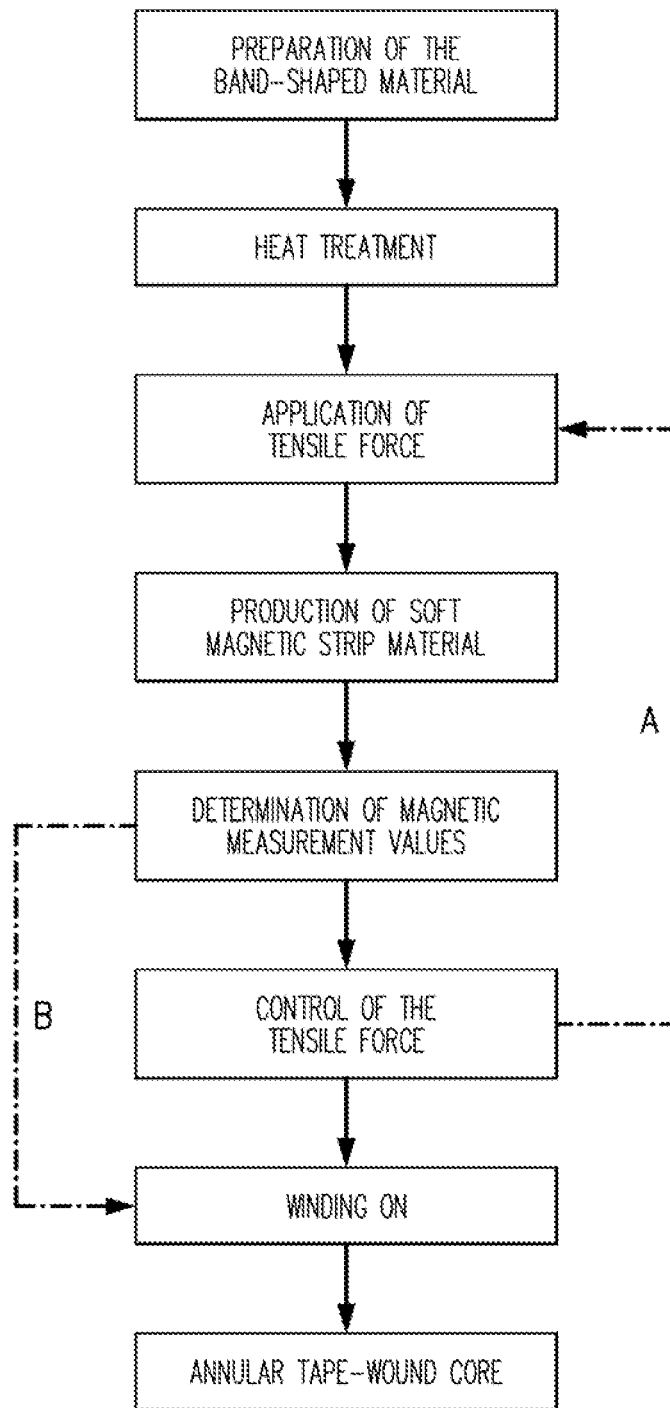 PREPARATION OF THE
BAND-SHAPED MATERIAL
HEAT TREATMENT
APPLICATION OF
TENSILE FORCE
PRODUCTION OF SOFT
MAGNETIC STRIP MATERIAL
A
DETERMINATION OF MAGNETIC
MEASUREMENT VALUES
B
CONTROL OF THE
TENSILE FORCE
WINDING ON
ANNULAR TAPE-WOUND CORE